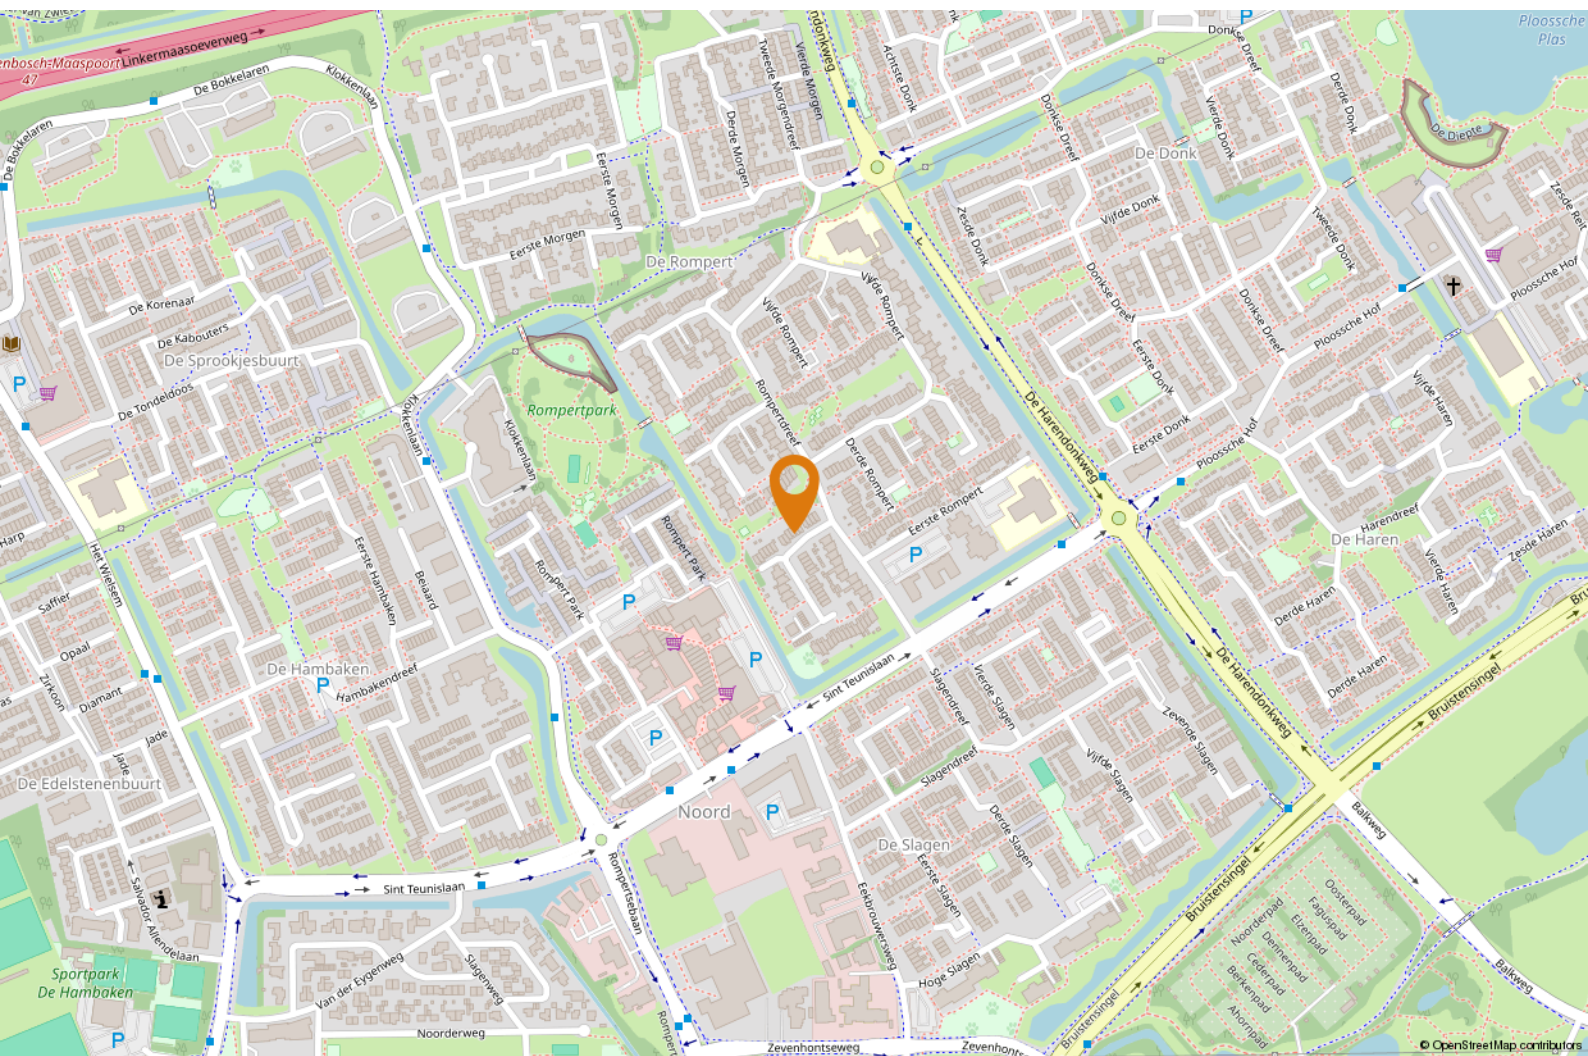 Linkermaasoeverweg
enbosch-Maaspoort
47
De Bokkelaren
De Bokkelaren
Klokkenlaan
Tweede Morgendreef
Vierde Morgen
Derde Morgen
Eerste Morgen
Eerste Morgen
ndonkweg
Achtste Donk
Donkse Dreef
P
Ploossche
Plas
De Diepte
Derde Donk
Vierde Donk
Donkse Dreef
De Donk
Vijfde Donk
Zesde Donk
Tweede Donk
Zesde Reit
Ploossche Hof
De Rompert
Vijfde Rompert
Vijfde Rompert
Donkse Dreef
Donkse Dreef
Ploossche Hof
Eerste Donk
Eerste Donk
Ploossche Hof
De Korenaar
De Kabouters
De Sprookjesbuurt
De Tondeldoos
P
Klokkenlaan
Klokkenlaan
Rompertpark
Rompertdreef
Derde Rompert
Eerste Rompert
P
De Harendonkweg
Vijfde Haren
Harendreef
De Haren
Zesde Haren
Vierde Haren
Derde Haren
Derde Haren
Harp
Het Wielsem
Saffier
Opaal
Zirkoon
Diamant
Jade
Jade
De Edelstenenbuurt
Eerste Hambaken
Beiaard
De Hambaken
P
Hambakendreef
Rompert Park
Rompert Park
P
P
P
Sint Teunislaan
De Harendonkweg
Bruistensingel
Bru
Slagendreef
Vierde Slagen
Zevende Slagen
Vijfde Slagen
Slagendreef
Derde Slagen
De Slagen
Eerste Slagen
Noord
P
Balkweg
Balkweg
Bruistensingel
Bruistensingel
Sint Teunislaan
Rompertsebaan
Eekbrouwersweg
Hoge Slagen
Salvador Allendelaan
Sportpark
De Hambaken
P
Van der Eygenweg
Slagenweg
Noorderweg
Zevenhontseweg
Zevenhonts
Oosterpad
Faguspad
Elzenpad
Noorderpad
Dennenpad
Cederpad
Berkenpad
Ahornpad
© OpenStreetMap contributors